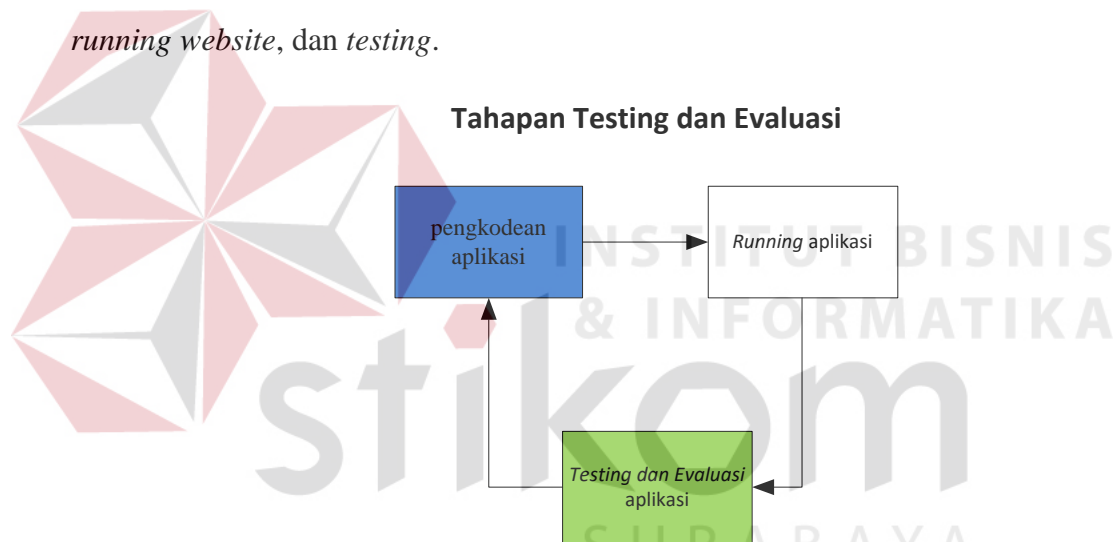 running website, dan testing.
Tahapan Testing dan Evaluasi
pengkodean
aplikasi
Running aplikasi
INSTITUT BISNIS
& INFORMATIKA
stikom
Testing dan Evaluasi
aplikasi
SURABAYA